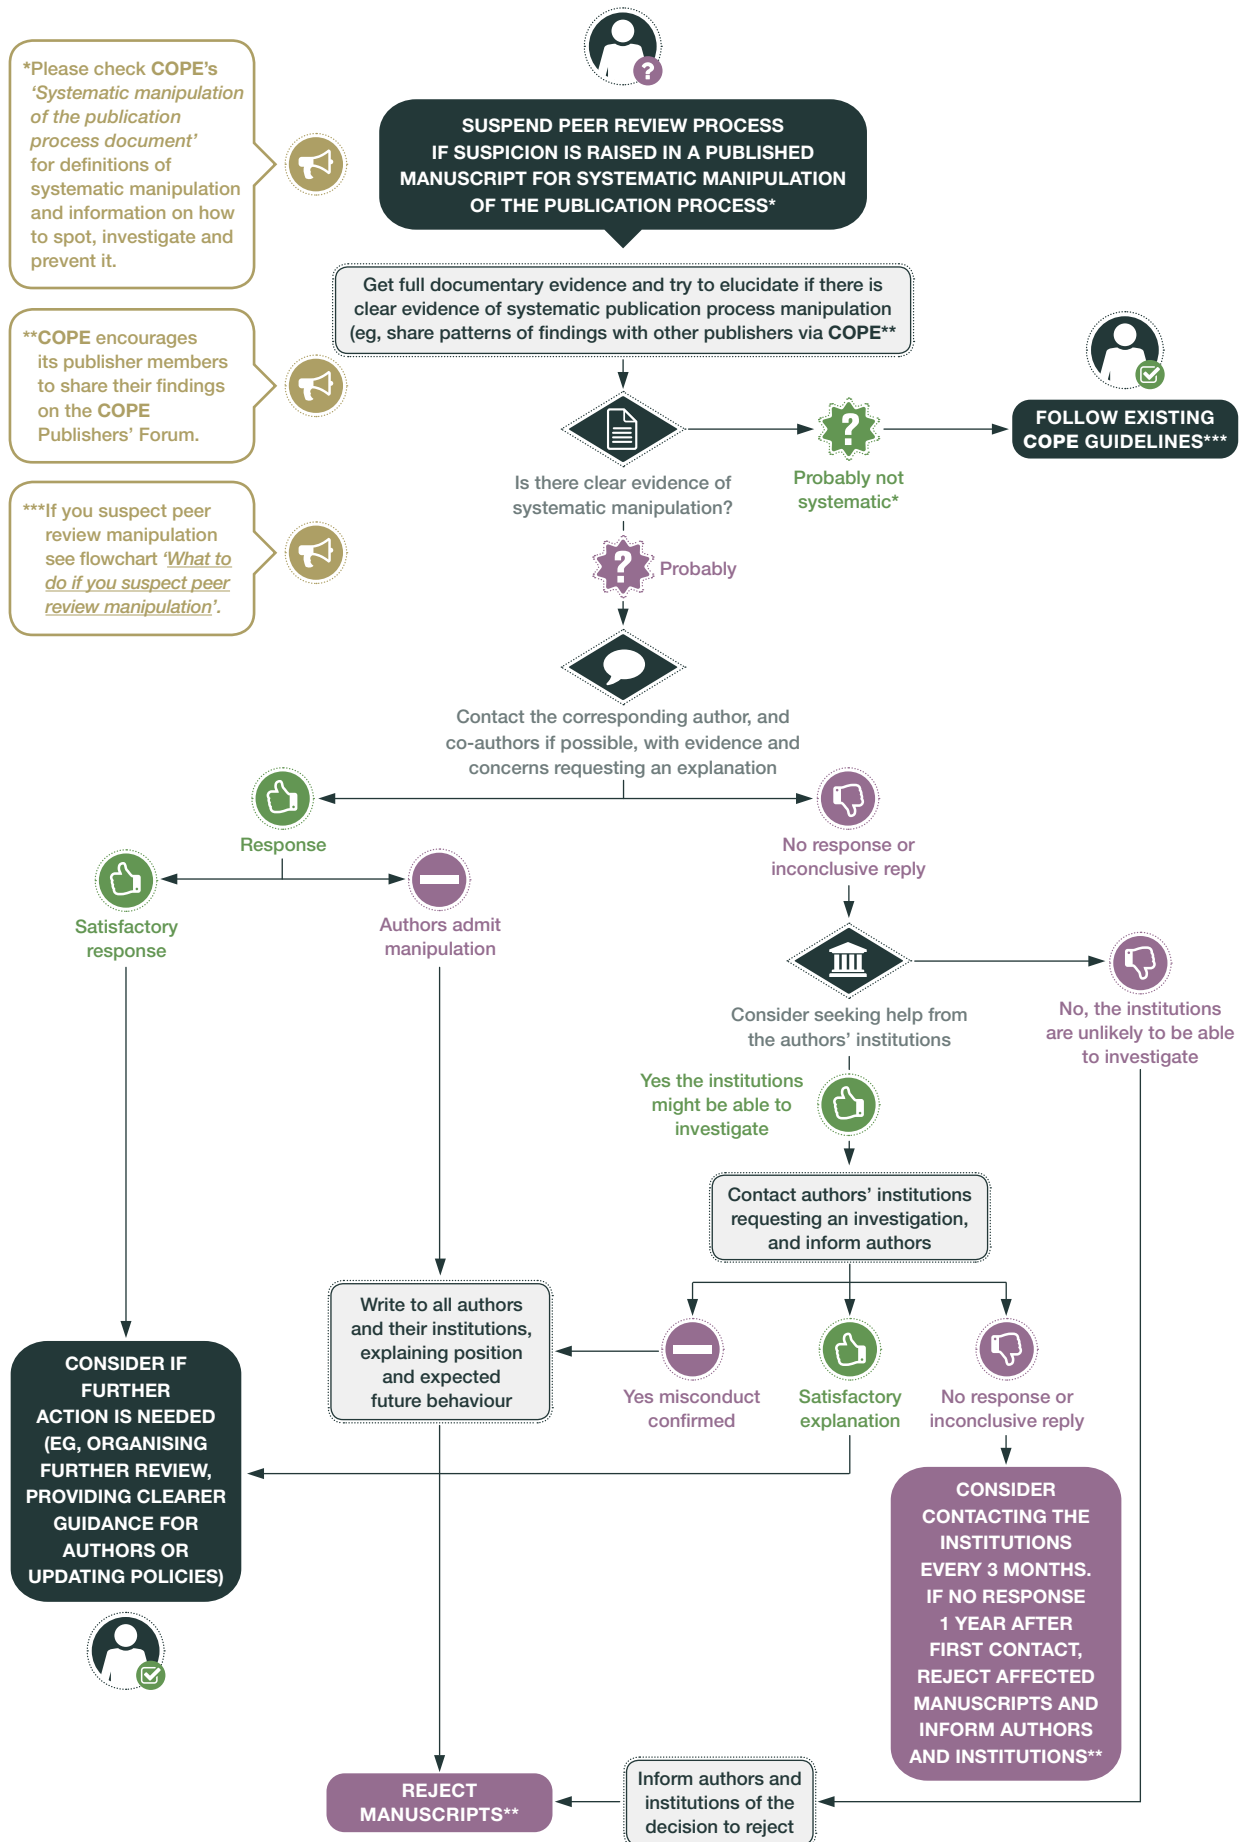 *Please check COPE's
'Systematic manipulation
of the publication
process document'
for definitions of
systematic manipulation
and information on how
to spot, investigate and
prevent it.
**COPE encourages
its publisher members
to share their findings
on the COPE
Publishers' Forum.
***If you suspect peer
review manipulation
see flowchart 'What to
do if you suspect peer
review manipulation'.
SUSPEND PEER REVIEW PROCESS
IF SUSPICION IS RAISED IN A PUBLISHED
MANUSCRIPT FOR SYSTEMATIC MANIPULATION
OF THE PUBLICATION PROCESS*
Get full documentary evidence and try to elucidate if there is
clear evidence of systematic publication process manipulation
(eg, share patterns of findings with other publishers via COPE**
Is there clear evidence of
systematic manipulation?
Probably not
systematic*
FOLLOW EXISTING
COPE GUIDELINES***
Probably
Contact the corresponding author, and
co-authors if possible, with evidence and
concerns requesting an explanation
Response
No response or
inconclusive reply
Satisfactory
response
Authors admit
manipulation
Consider seeking help from
the authors' institutions
No, the institutions
are unlikely to be able
to investigate
Yes the institutions
might be able to
investigate
Contact authors' institutions
requesting an investigation,
and inform authors
Write to all authors
and their institutions,
explaining position
and expected
future behaviour
Yes misconduct
confirmed
Satisfactory
explanation
No response or
inconclusive reply
CONSIDER IF
FURTHER
ACTION IS NEEDED
(EG, ORGANISING
FURTHER REVIEW,
PROVIDING CLEARER
GUIDANCE FOR
AUTHORS OR
UPDATING POLICIES)
CONSIDER
CONTACTING THE
INSTITUTIONS
EVERY 3 MONTHS.
IF NO RESPONSE
1 YEAR AFTER
FIRST CONTACT,
REJECT AFFECTED
MANUSCRIPTS AND
INFORM AUTHORS
AND INSTITUTIONS**
REJECT
MANUSCRIPTS**
Inform authors and
institutions of the
decision to reject